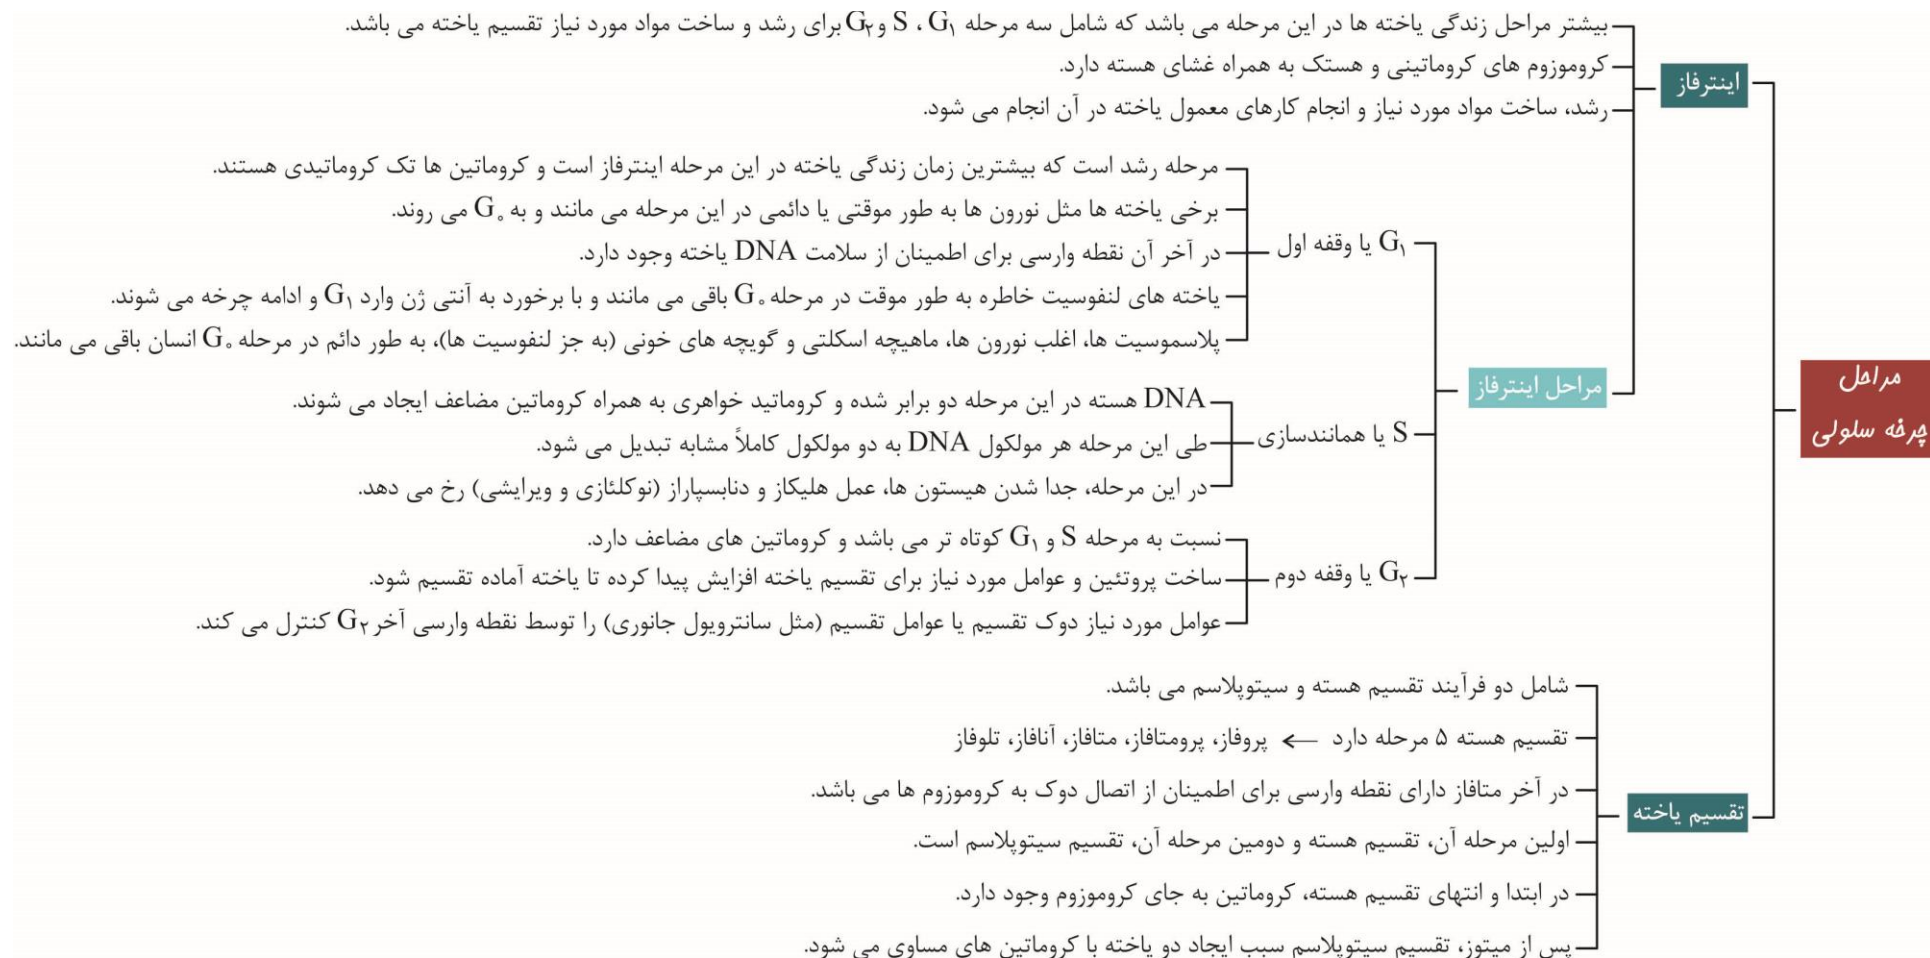 مراحل
چرخه سلولی
اینترفاز
بیشتر مراحل زندگی یاخته ها در این مرحله می باشد که شامل سه مرحله G۱ ، S و G۲ برای رشد و ساخت مواد مورد نیاز تقسیم یاخته می باشد.
کروموزوم های کروماتینی و هستک به همراه غشای هسته دارد.
رشد، ساخت مواد مورد نیاز و انجام کارهای معمول یاخته در آن انجام می شود.
مراحل اینترفاز
G۱ یا وقفه اول
مرحله رشد است که بیشترین زمان زندگی یاخته در این مرحله اینترفاز است و کروماتین ها تک کروماتیدی هستند.
برخی یاخته ها مثل نورون ها به طور موقتی یا دائمی در این مرحله می مانند و به G۰ می روند.
در آخر آن نقطه وارسی برای اطمینان از سلامت DNA یاخته وجود دارد.
یاخته های لنفوسیت خاطره به طور موقت در مرحله G۰ باقی می مانند و با برخورد به آنتی ژن وارد G۱ و ادامه چرخه می شوند.
پلاسموسیت ها، اغلب نورون ها، ماهیچه اسکلتی و گویچه های خونی (به جز لنفوسیت ها)، به طور دائم در مرحله G۰ انسان باقی می مانند.
S یا همانندسازی
DNA هسته در این مرحله دو برابر شده و کروماتید خواهری به همراه کروماتین مضاعف ایجاد می شوند.
طی این مرحله هر مولکول DNA به دو مولکول کاملاً مشابه تبدیل می شود.
در این مرحله، جدا شدن هیستون ها، عمل هلیکاز و دنابسپاراز (نوکلئازی و ویرایشی) رخ می دهد.
G۲ یا وقفه دوم
نسبت به مرحله S و G۱ کوتاه تر می باشد و کروماتین های مضاعف دارد.
ساخت پروتئین و عوامل مورد نیاز برای تقسیم یاخته افزایش پیدا کرده تا یاخته آماده تقسیم شود.
عوامل مورد نیاز دوک تقسیم یا عوامل تقسیم (مثل سانترویول جانوری) را توسط نقطه وارسی آخر G۲ کنترل می کند.
تقسیم یاخته
شامل دو فرآیند تقسیم هسته و سیتوپلاسم می باشد.
تقسیم هسته ۵ مرحله دارد ← پروفاز، پرومتافاز، متافاز، آنافاز، تلوفاز
در آخر متافاز دارای نقطه وارسی برای اطمینان از اتصال دوک به کروموزوم ها می باشد.
اولین مرحله آن، تقسیم هسته و دومین مرحله آن، تقسیم سیتوپلاسم است.
در ابتدا و انتهای تقسیم هسته، کروماتین به جای کروموزوم وجود دارد.
پس از میتوز، تقسیم سیتوپلاسم سبب ایجاد دو یاخته با کروماتین های مساوی می شود.